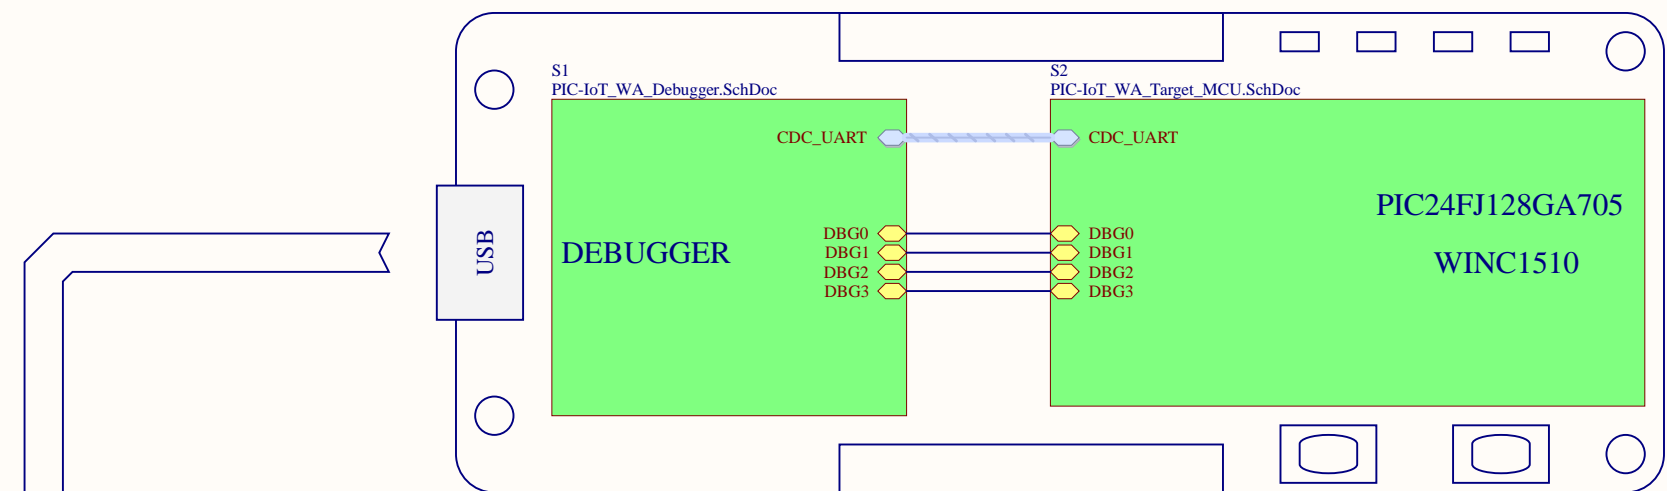 S1
PIC-IoT_WA_Debugger.SchDoc
S2
PIC-IoT_WA_Target_MCU.SchDoc
CDC_UART
CDC_UART
PIC24FJ128GA705
WINC1510
USB
DEBUGGER
DBG0
DBG1
DBG2
DBG3
DBG0
DBG1
DBG2
DBG3